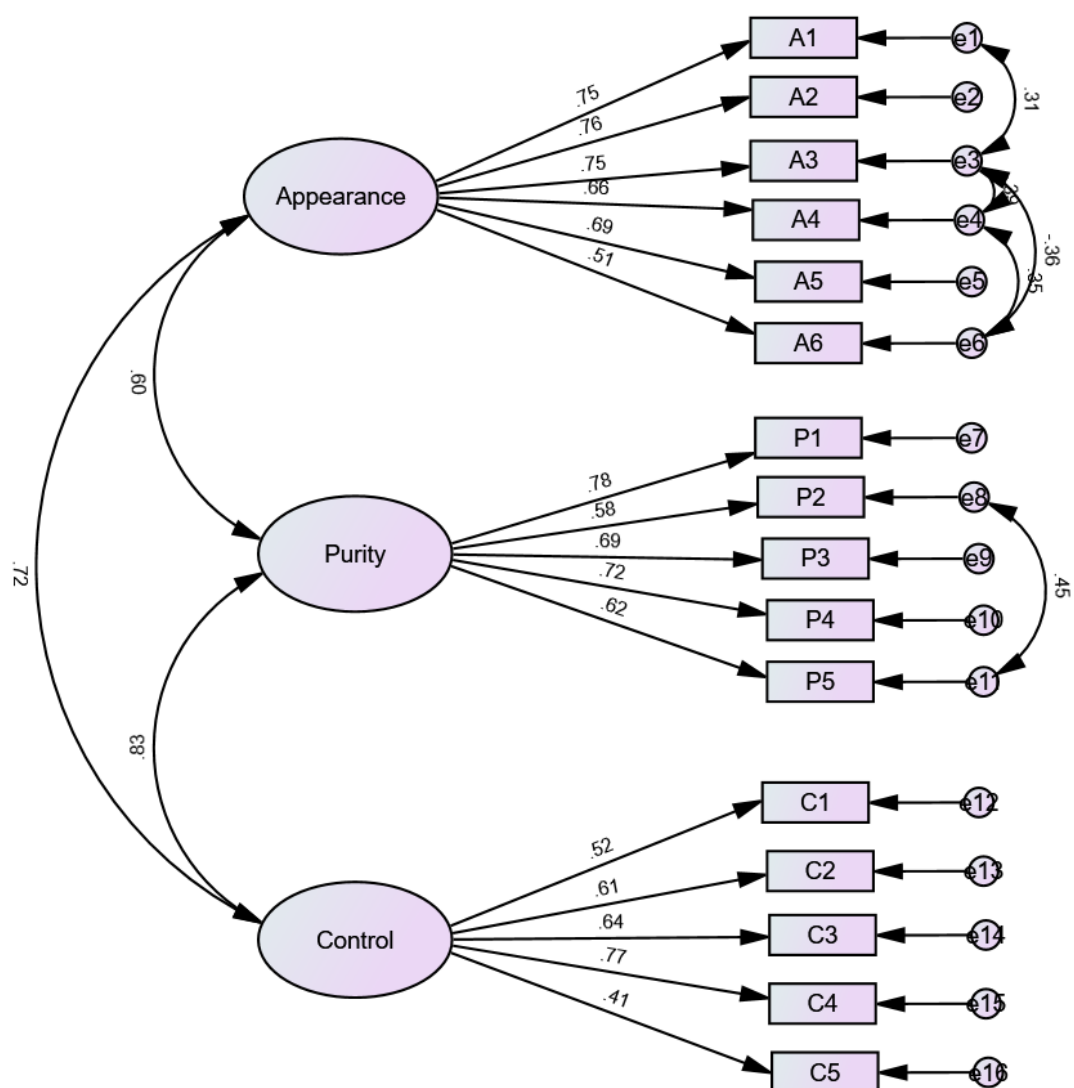 A1
e1
.75
.31
A2
e2
.76
A3
e3
.75
Appearance
.66
A4
e4
.69
-.36
A5
e5
.35
.51
A6
e6
.60
P1
e7
.78
P2
e8
.58
.69
Purity
P3
e9
.72
.45
.72
.62
P4
e10
P5
e11
.83
C1
e12
.52
C2
e13
.61
.64
Control
C3
e14
.77
C4
e15
.41
C5
e16